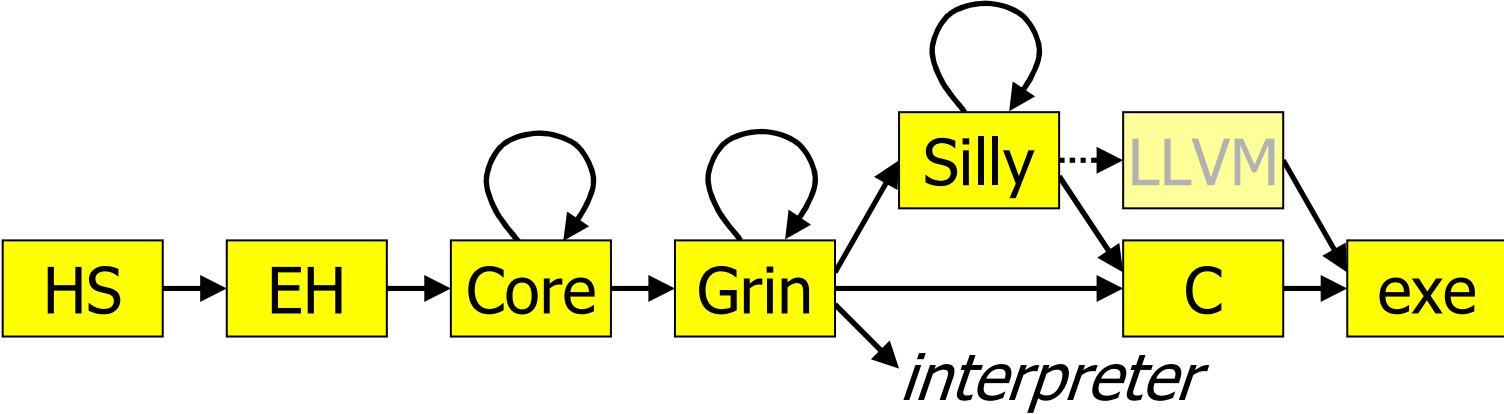 Silly
LLVM
HS
EH
Core
Grin
C
exe
interpreter